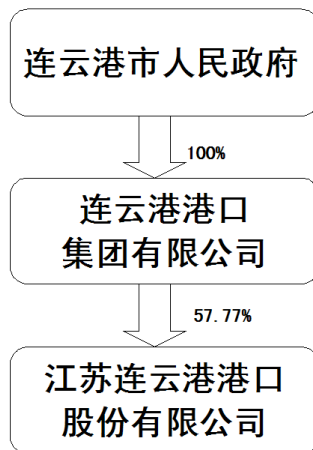 连云港市人民政府
100%
连云港港口
集团有限公司
57.77%
江苏连云港港口
股份有限公司